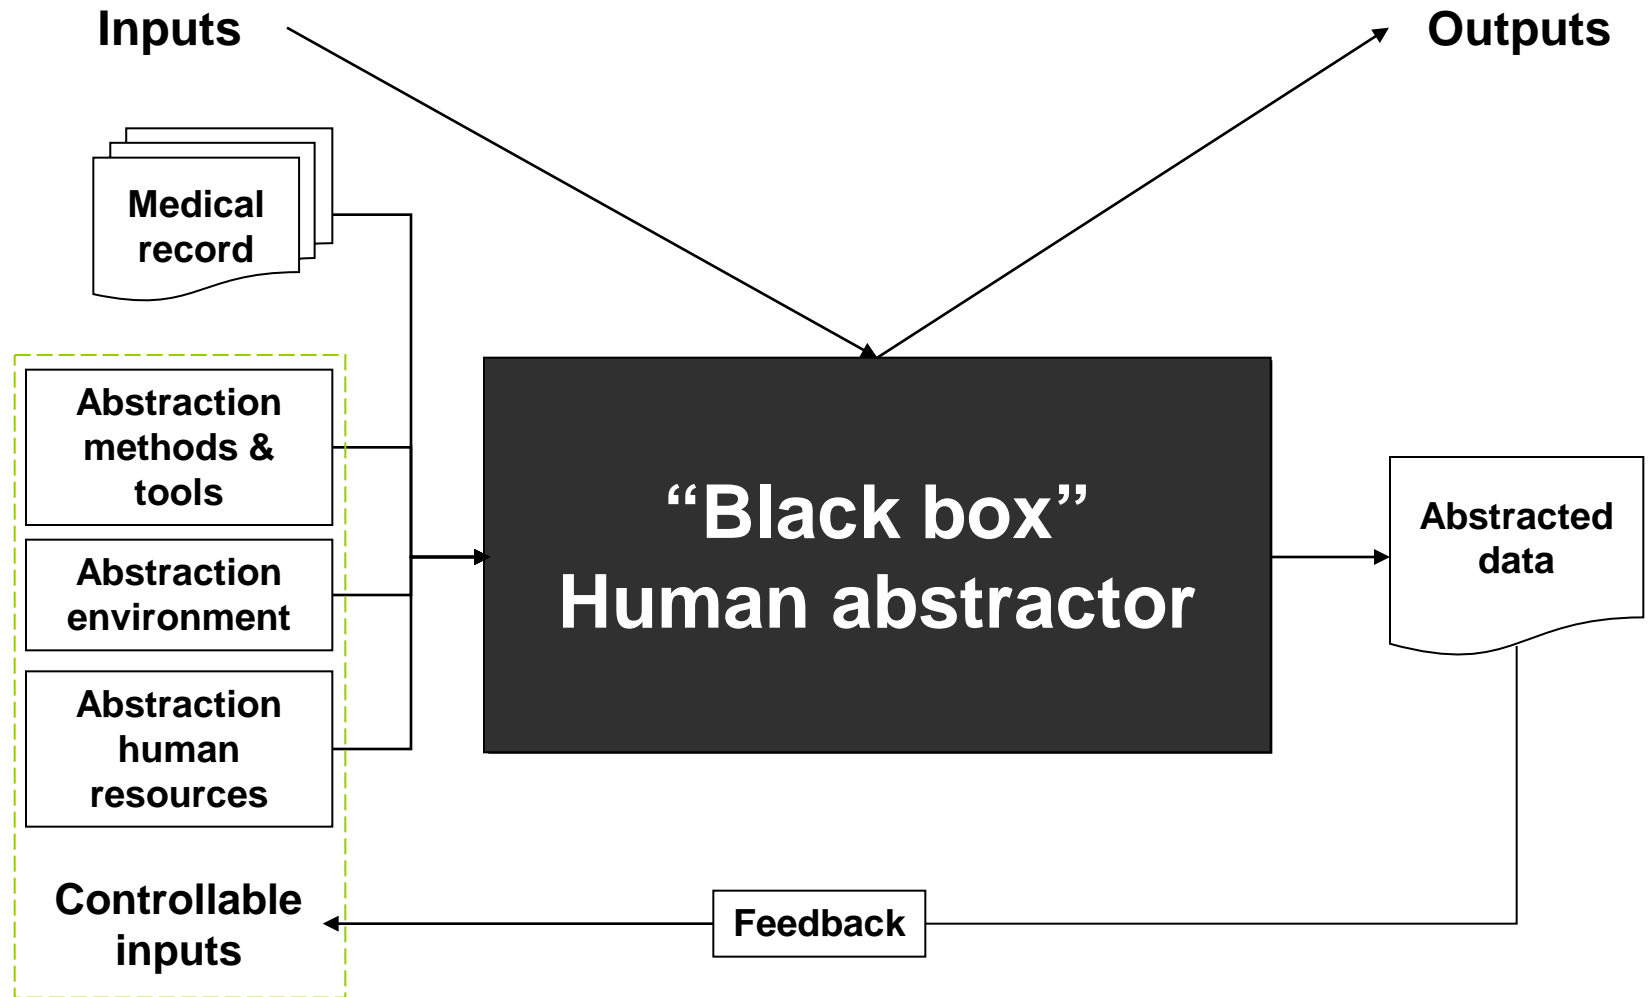 Inputs
Outputs
Medical
record
Abstraction
methods &
tools
Abstraction
environment
Abstraction
human
resources
Controllable
inputs
“Black box”
Human abstractor
Abstracted
data
Feedback